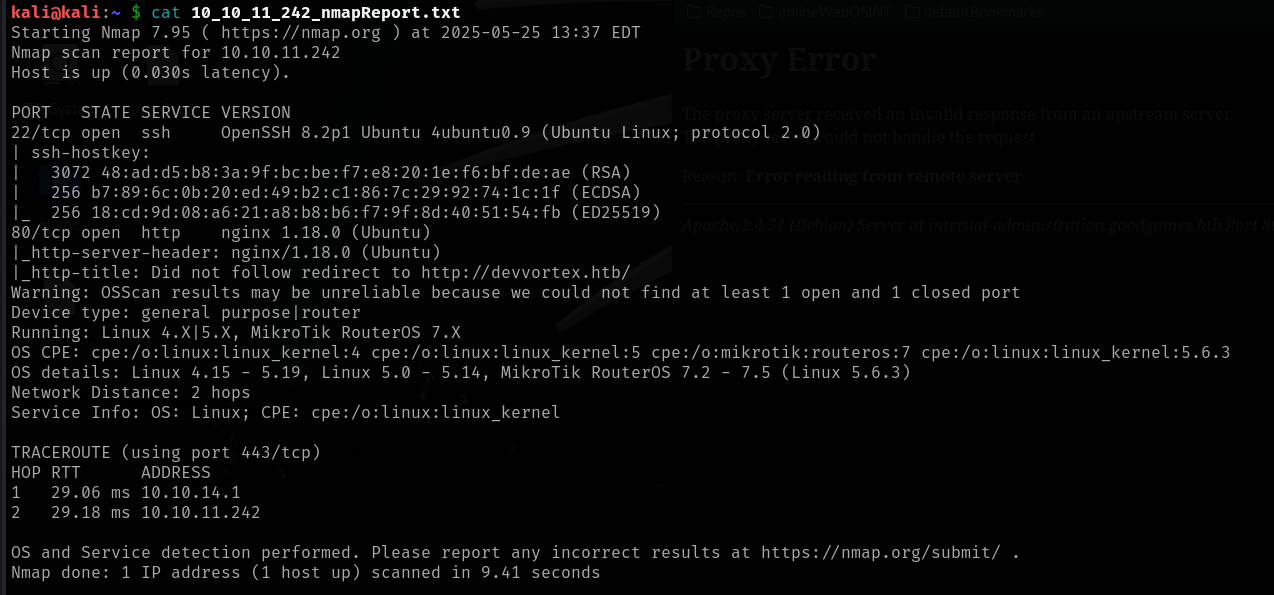 kali@kali:~ $ cat 10_10_11_242_nmapReport.txt
Starting Nmap 7.95 ( https://nmap.org ) at 2025-05-25 13:37 EDT
Nmap scan report for 10.10.11.242
Host is up (0.030s latency).
PORT   STATE SERVICE VERSION
22/tcp open  ssh     OpenSSH 8.2p1 Ubuntu 4ubuntu0.9 (Ubuntu Linux; protocol 2.0)
| ssh-hostkey:
|   3072 48:ad:d5:b8:3a:9f:bc:be:f7:e8:20:1e:f6:bf:de:ae (RSA)
|   256 b7:89:6c:0b:20:ed:49:b2:c1:86:7c:29:92:74:1c:1f (ECDSA)
|_  256 18:cd:9d:08:a6:21:a8:b8:b6:f7:9f:8d:40:51:54:fb (ED25519)
80/tcp open  http    nginx 1.18.0 (Ubuntu)
|_http-server-header: nginx/1.18.0 (Ubuntu)
|_http-title: Did not follow redirect to http://devvortex.htb/
Warning: OSScan results may be unreliable because we could not find at least 1 open and 1 closed port
Device type: general purpose|router
Running: Linux 4.X|5.X, MikroTik RouterOS 7.X
OS CPE: cpe:/o:linux:linux_kernel:4 cpe:/o:linux:linux_kernel:5 cpe:/o:mikrotik:routeros:7 cpe:/o:linux:linux_kernel:5.6.3
OS details: Linux 4.15 - 5.19, Linux 5.0 - 5.14, MikroTik RouterOS 7.2 - 7.5 (Linux 5.6.3)
Network Distance: 2 hops
Service Info: OS: Linux; CPE: cpe:/o:linux:linux_kernel
TRACEROUTE (using port 443/tcp)
HOP RTT      ADDRESS
1   29.06 ms 10.10.14.1
2   29.18 ms 10.10.11.242
OS and Service detection performed. Please report any incorrect results at https://nmap.org/submit/ .
Nmap done: 1 IP address (1 host up) scanned in 9.41 seconds
Repos onlineWebOSINT defaultBookmarks
Proxy Error
The proxy server received an invalid response from an upstream server.
could not handle the request
Reason: Error reading from remote server
Apache/2.4.51 (Debian) Server at internal-administration.goodgames.htb Port 8